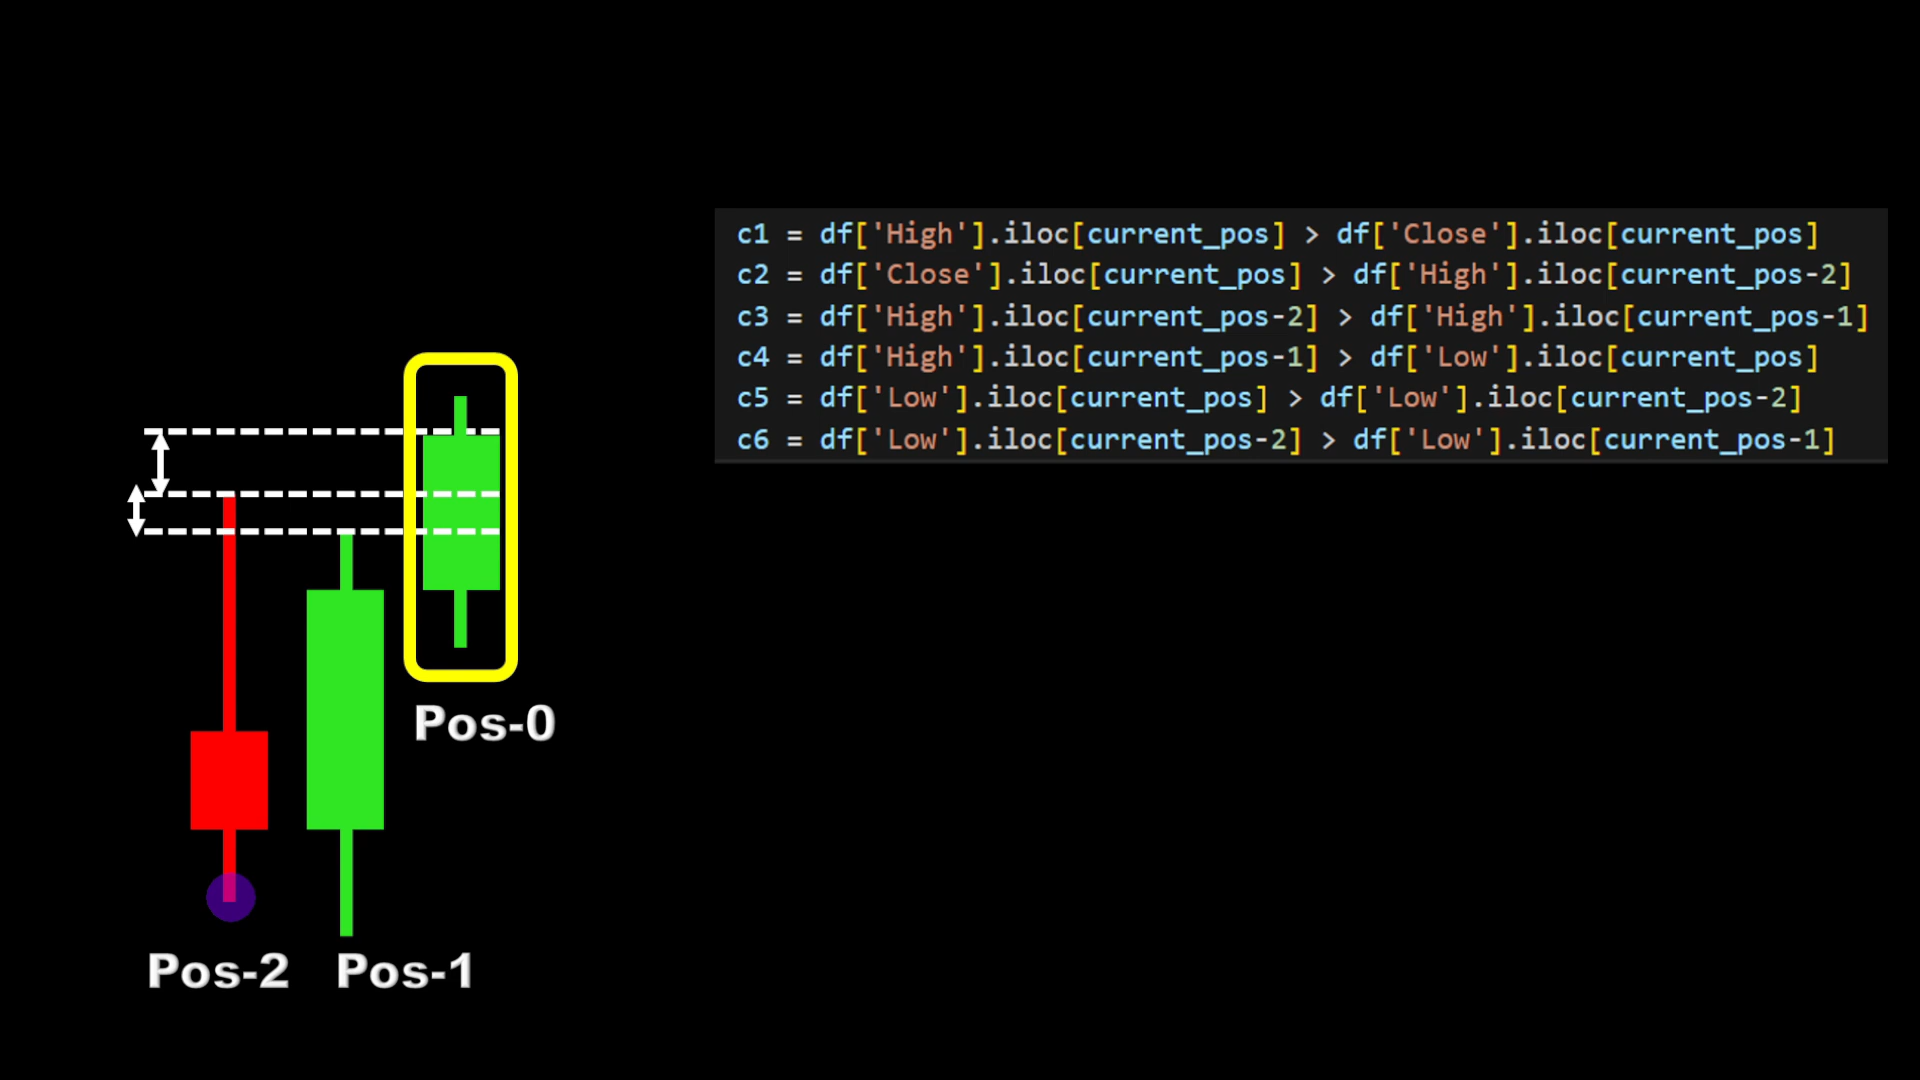 c1 = df['High'].iloc[current_pos] > df['Close'].iloc[current_pos]
c2 = df['Close'].iloc[current_pos] > df['High'].iloc[current_pos-2]
c3 = df['High'].iloc[current_pos-2] > df['High'].iloc[current_pos-1]
c4 = df['High'].iloc[current_pos-1] > df['Low'].iloc[current_pos]
c5 = df['Low'].iloc[current_pos] > df['Low'].iloc[current_pos-2]
c6 = df['Low'].iloc[current_pos-2] > df['Low'].iloc[current_pos-1]
Pos-0
Pos-2 Pos-1